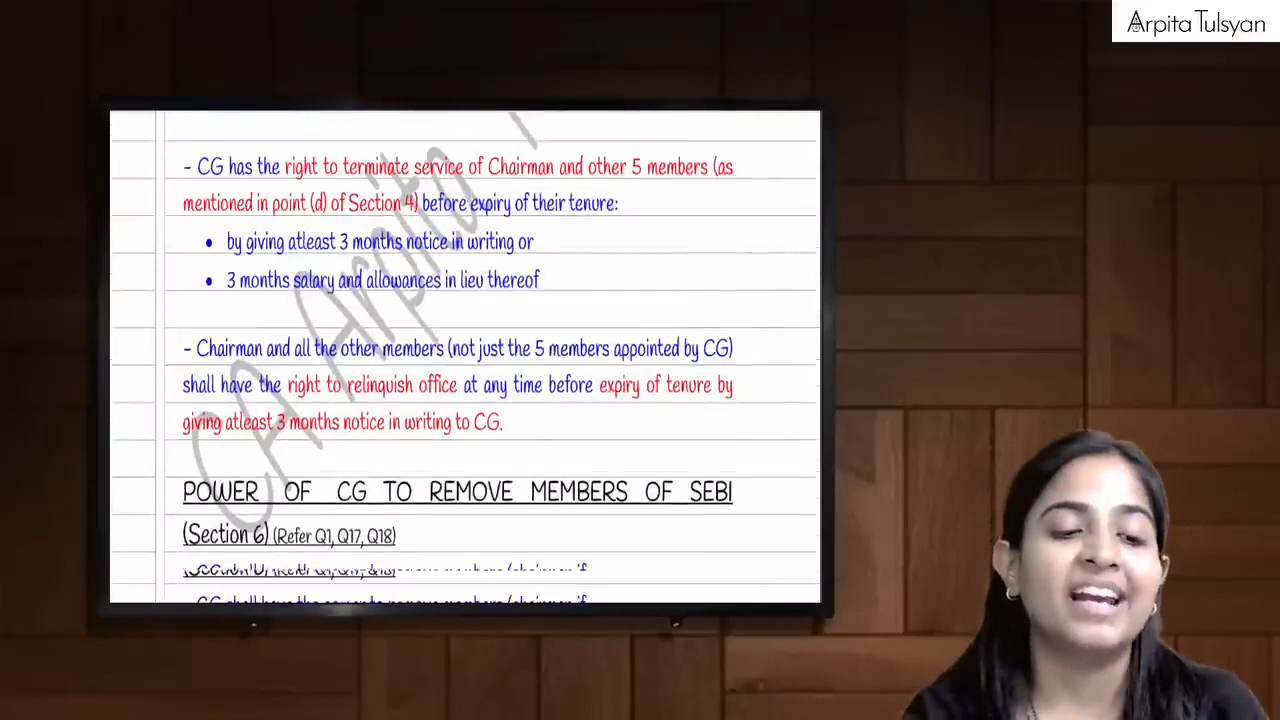 Arpita Tulsyan
- CG has the right to terminate service of Chairman and other 5 members (as
mentioned in point (d) of Section 4) before expiry of their tenure:
• by giving atleast 3 months notice in writing or
• 3 months salary and allowances in lieu thereof
- Chairman and all the other members (not just the 5 members appointed by CG)
shall have the right to relinquish office at any time before expiry of tenure by
giving atleast 3 months notice in writing to CG.
POWER OF CG TO REMOVE MEMBERS OF SEBI
(Section 6) (Refer Q1, Q17, Q18)
CA Arpita